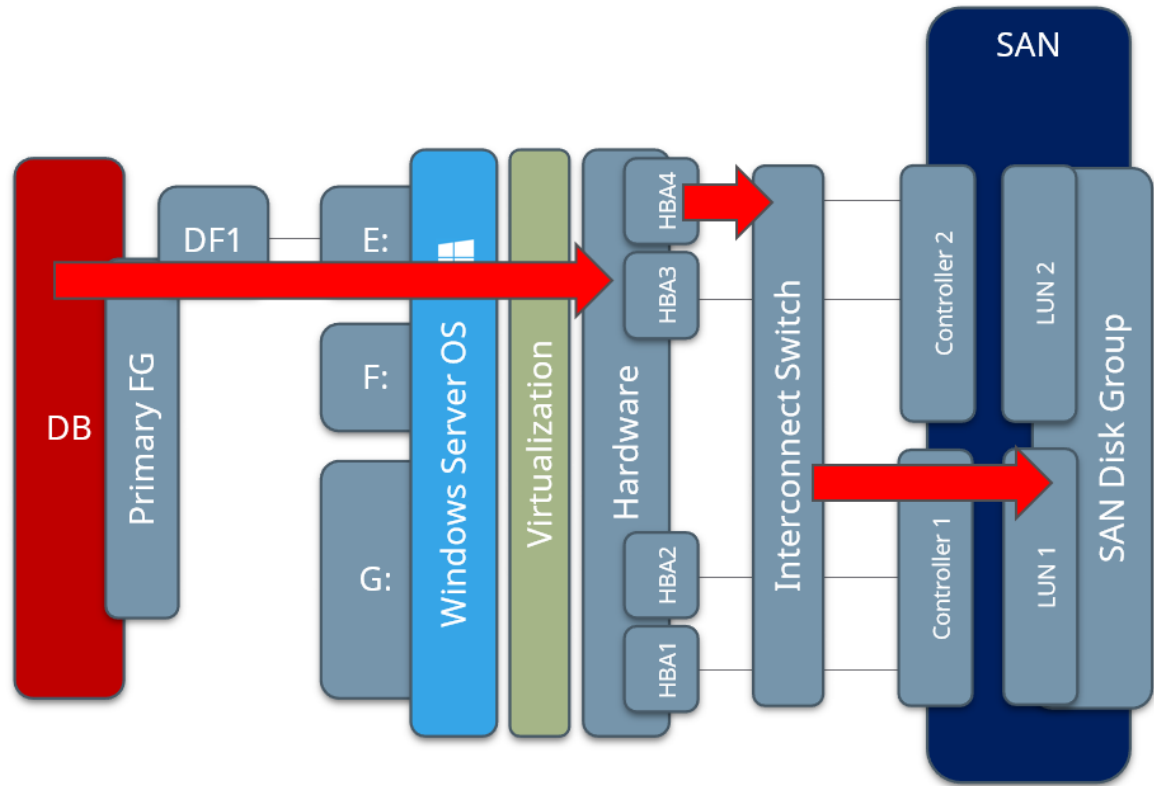 SAN
DB
Primary FG
DF1
E:
F:
G:
Windows Server OS
Virtualization
Hardware
HBA4
HBA3
HBA2
HBA1
Interconnect Switch
Controller 2
Controller 1
LUN 2
LUN 1
SAN Disk Group